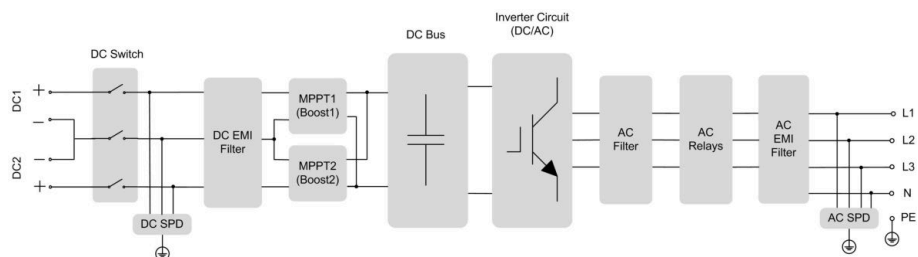 DC1
DC2
+
−
−
+
DC Switch
DC SPD
DC EMI
Filter
MPPT1
(Boost1)
MPPT2
(Boost2)
DC Bus
Inverter Circuit
(DC/AC)
AC
Filter
AC
Relays
AC
EMI
Filter
AC SPD
L1
L2
L3
N
PE